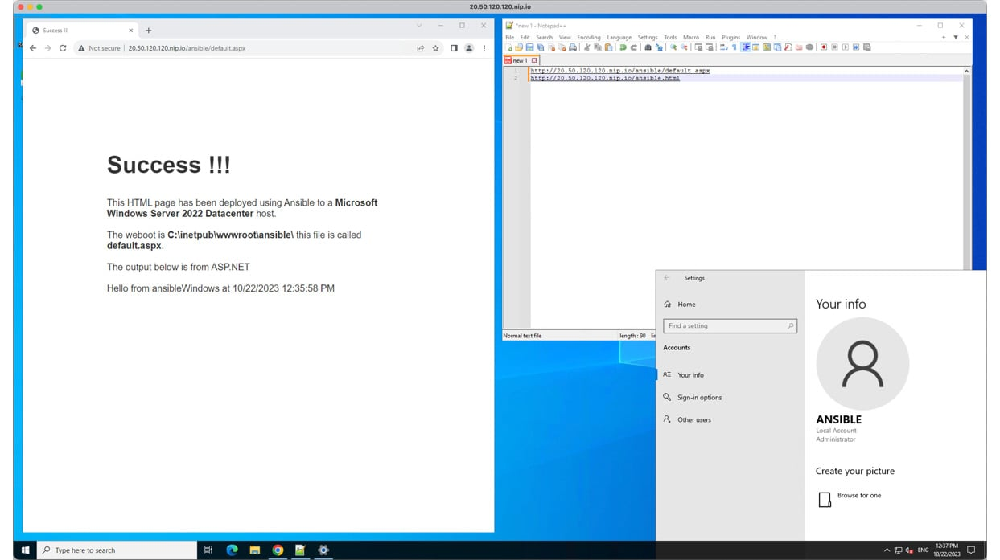 20.50.120.120.nip.io
Success !!!
Not secure
20.50.120.120.nip.io/ansible/default.aspx
Success !!!
This HTML page has been deployed using Ansible to a Microsoft
Windows Server 2022 Datacenter host.
The weboot is C:\inetpub\wwwroot\ansible\ this file is called
default.aspx.
The output below is from ASP.NET
Hello from ansibleWindows at 10/22/2023 12:35:58 PM
*new 1 - Notepad++
File Edit Search View Encoding Language Settings Tools Macro Run Plugins Window ?
new 1
1 http://20.50.120.120.nip.io/ansible/default.aspx
2 http://20.50.120.120.nip.io/ansible.html
Normal text file length : 90
Settings
Home
Find a setting
Accounts
Your info
Sign-in options
Other users
Your info
ANSIBLE
Local Account
Administrator
Create your picture
Browse for one
Type here to search
ENG
12:37 PM
10/22/2023